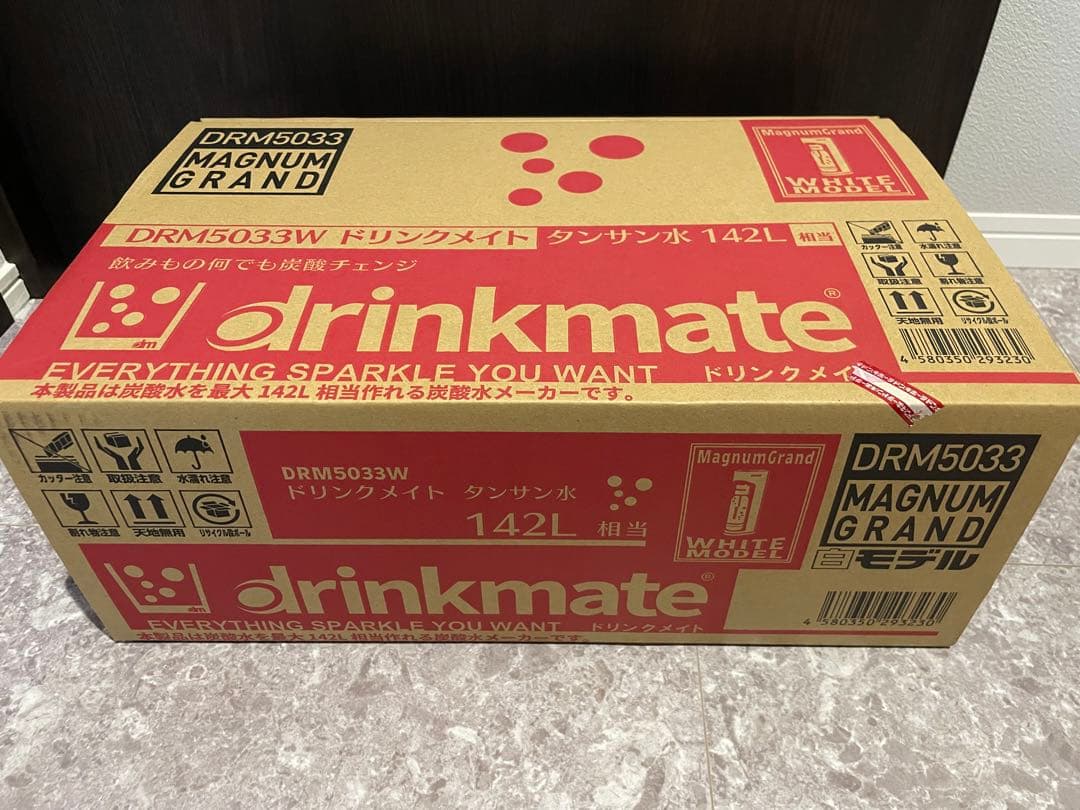 DRM5033
MAGNUM
GRAND
MagnumGrand
WHITE
MODEL
DRM5033W ドリンクメイト タンサン水 142L 相当
飲みもの何でも炭酸チェンジ
カッター注意
水濡れ注意
取扱注意
割れ物注意
天地無用
リサイクル段ボール
dm
drinkmate®
4 580350 293230
EVERYTHING SPARKLE YOU WANT ドリンクメイ
本製品は炭酸水を最大 142L 相当作れる炭酸水メーカーです。
カッター注意
取扱注意
水濡れ注意
割れ物注意
天地無用
リサイクル段ボール
DRM5033W
ドリンクメイト タンサン水
142L 相当
MagnumGrand
WHITE
MODEL
DRM5033
MAGNUM
GRAND
白モデル
dm
drinkmate®
EVERYTHING SPARKLE YOU WANT ドリンクメイト
4 580350 293230
本製品は炭酸水を最大 142L 相当作れる炭酸水メーカーです。